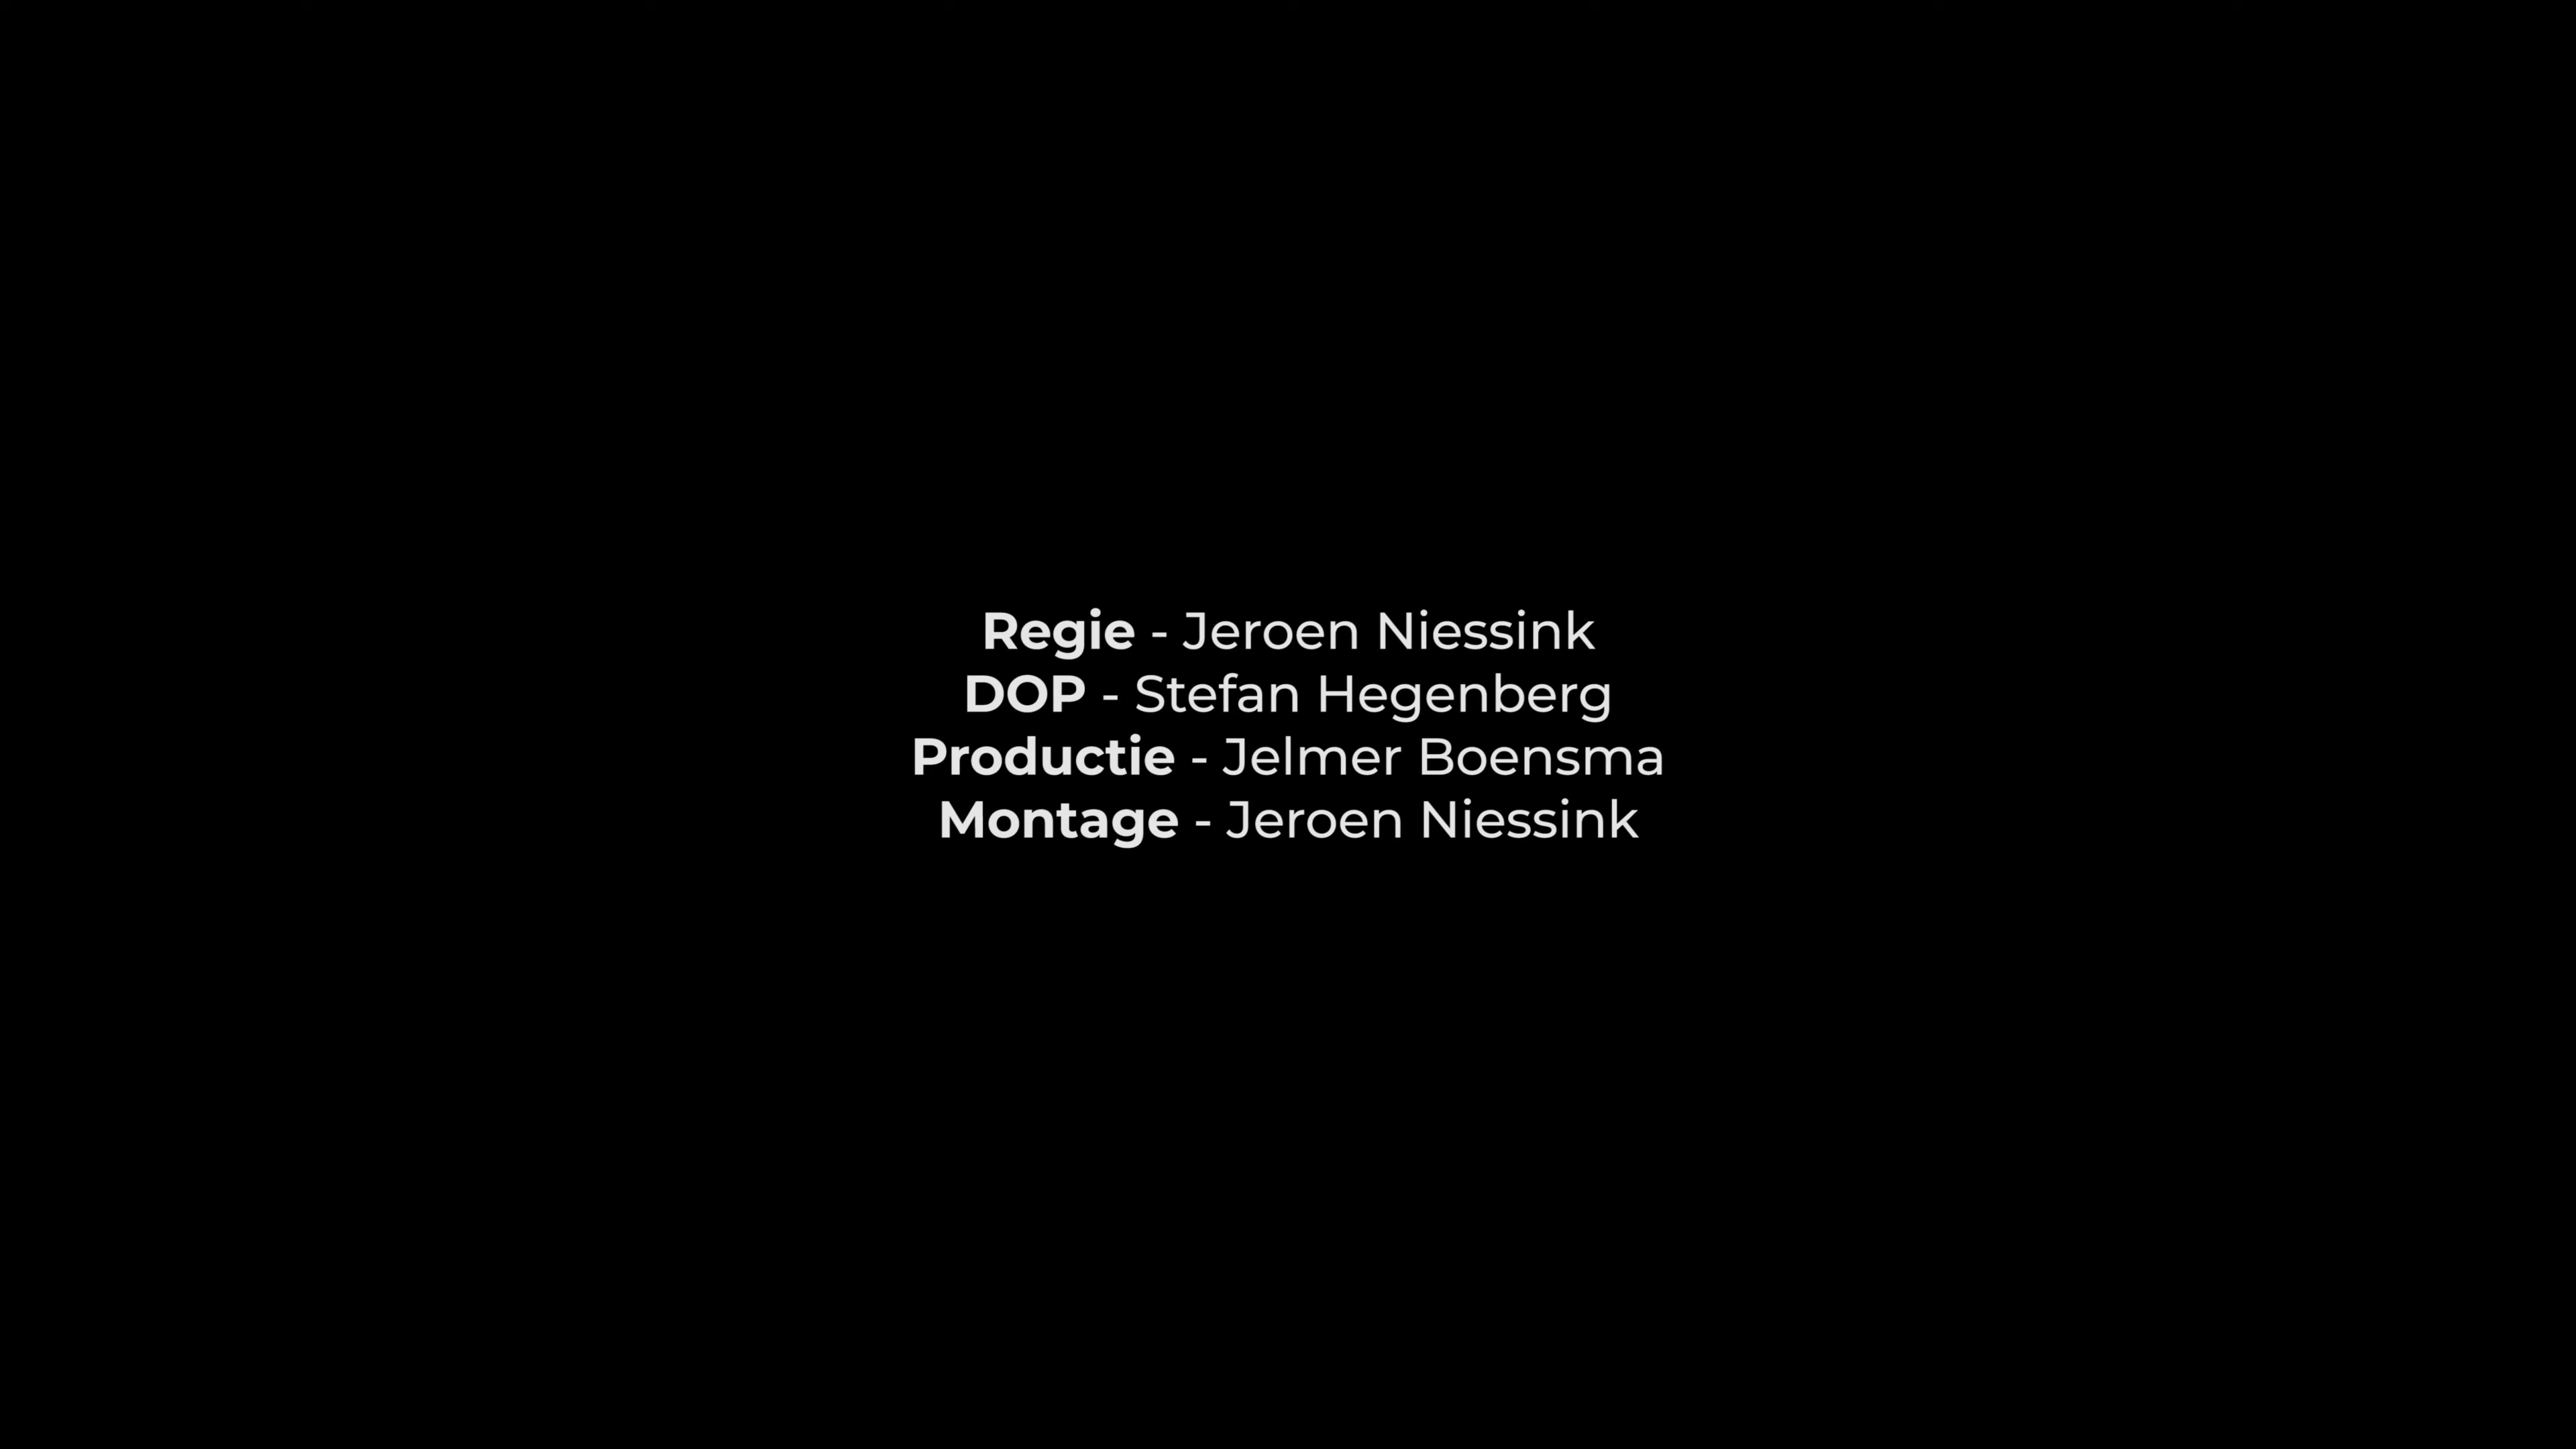 Regie - Jeroen Niessink
DOP - Stefan Hegenberg
Productie - Jelmer Boensma
Montage - Jeroen Niessink